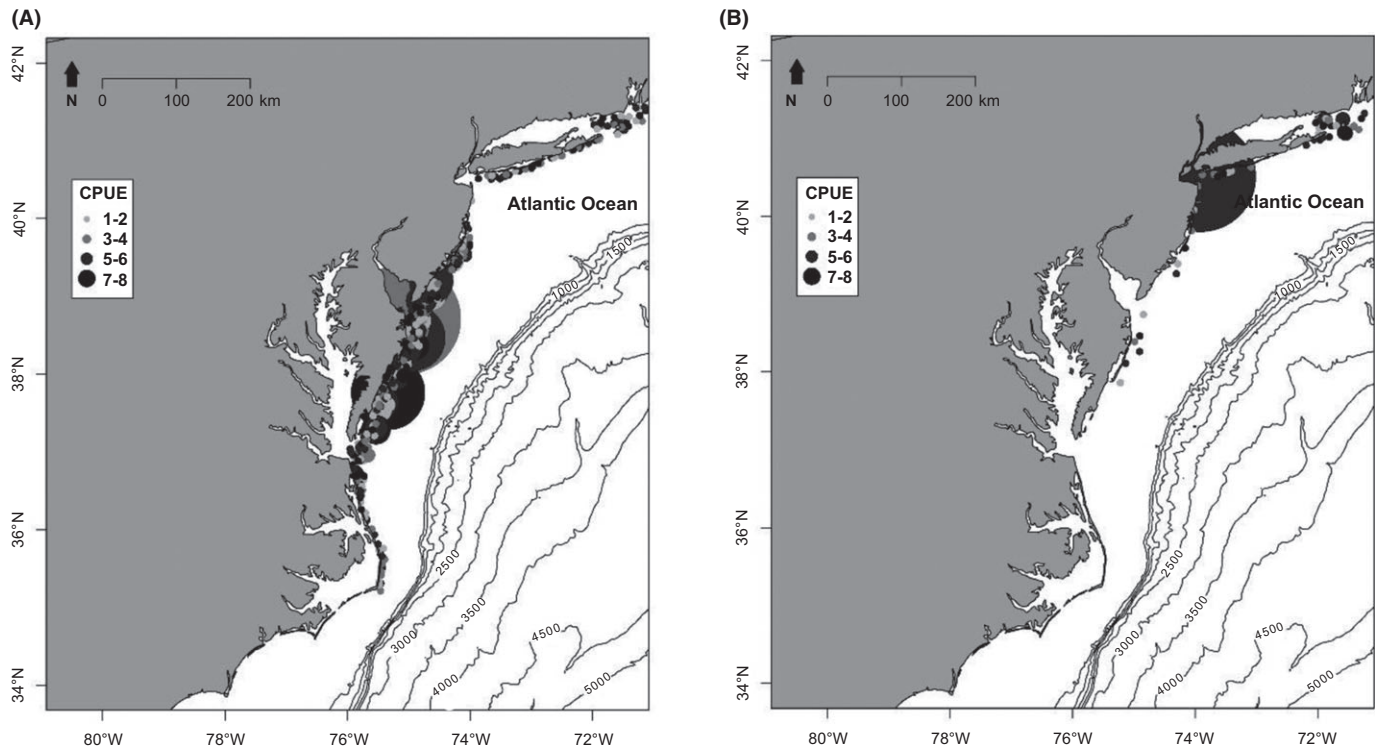 (A)
42°N
40°N
38°N
36°N
34°N
N 0 100 200 km
CPUE
1-2
3-4
5-6
7-8
Atlantic Ocean
1500
1000
2500
3500
3000
4500
4000
5000
80°W 78°W 76°W 74°W 72°W
(B)
42°N
40°N
38°N
36°N
34°N
N 0 100 200 km
CPUE
1-2
3-4
5-6
7-8
Atlantic Ocean
1500
1000
2500
3500
3000
4500
4000
5000
80°W 78°W 76°W 74°W 72°W